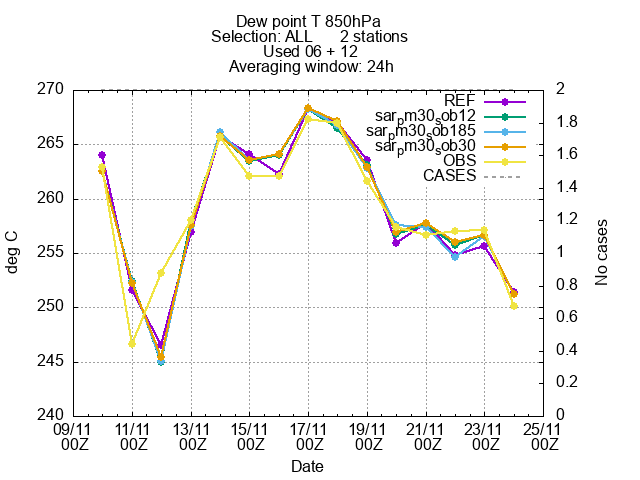 Dew point T 850hPa
Selection: ALL 2 stations
Used 06 + 12
Averaging window: 24h
270
265
260
255
250
245
240
deg C
2
1.8
1.6
1.4
1.2
1
0.8
0.6
0.4
0.2
0
No cases
REF
sarpm30sob12
sarpm30sob185
sarpm30sob30
OBS
CASES
09/11 11/11 13/11 15/11 17/11 19/11 21/11 23/11 25/11
00Z 00Z 00Z 00Z 00Z 00Z 00Z 00Z 00Z
Date